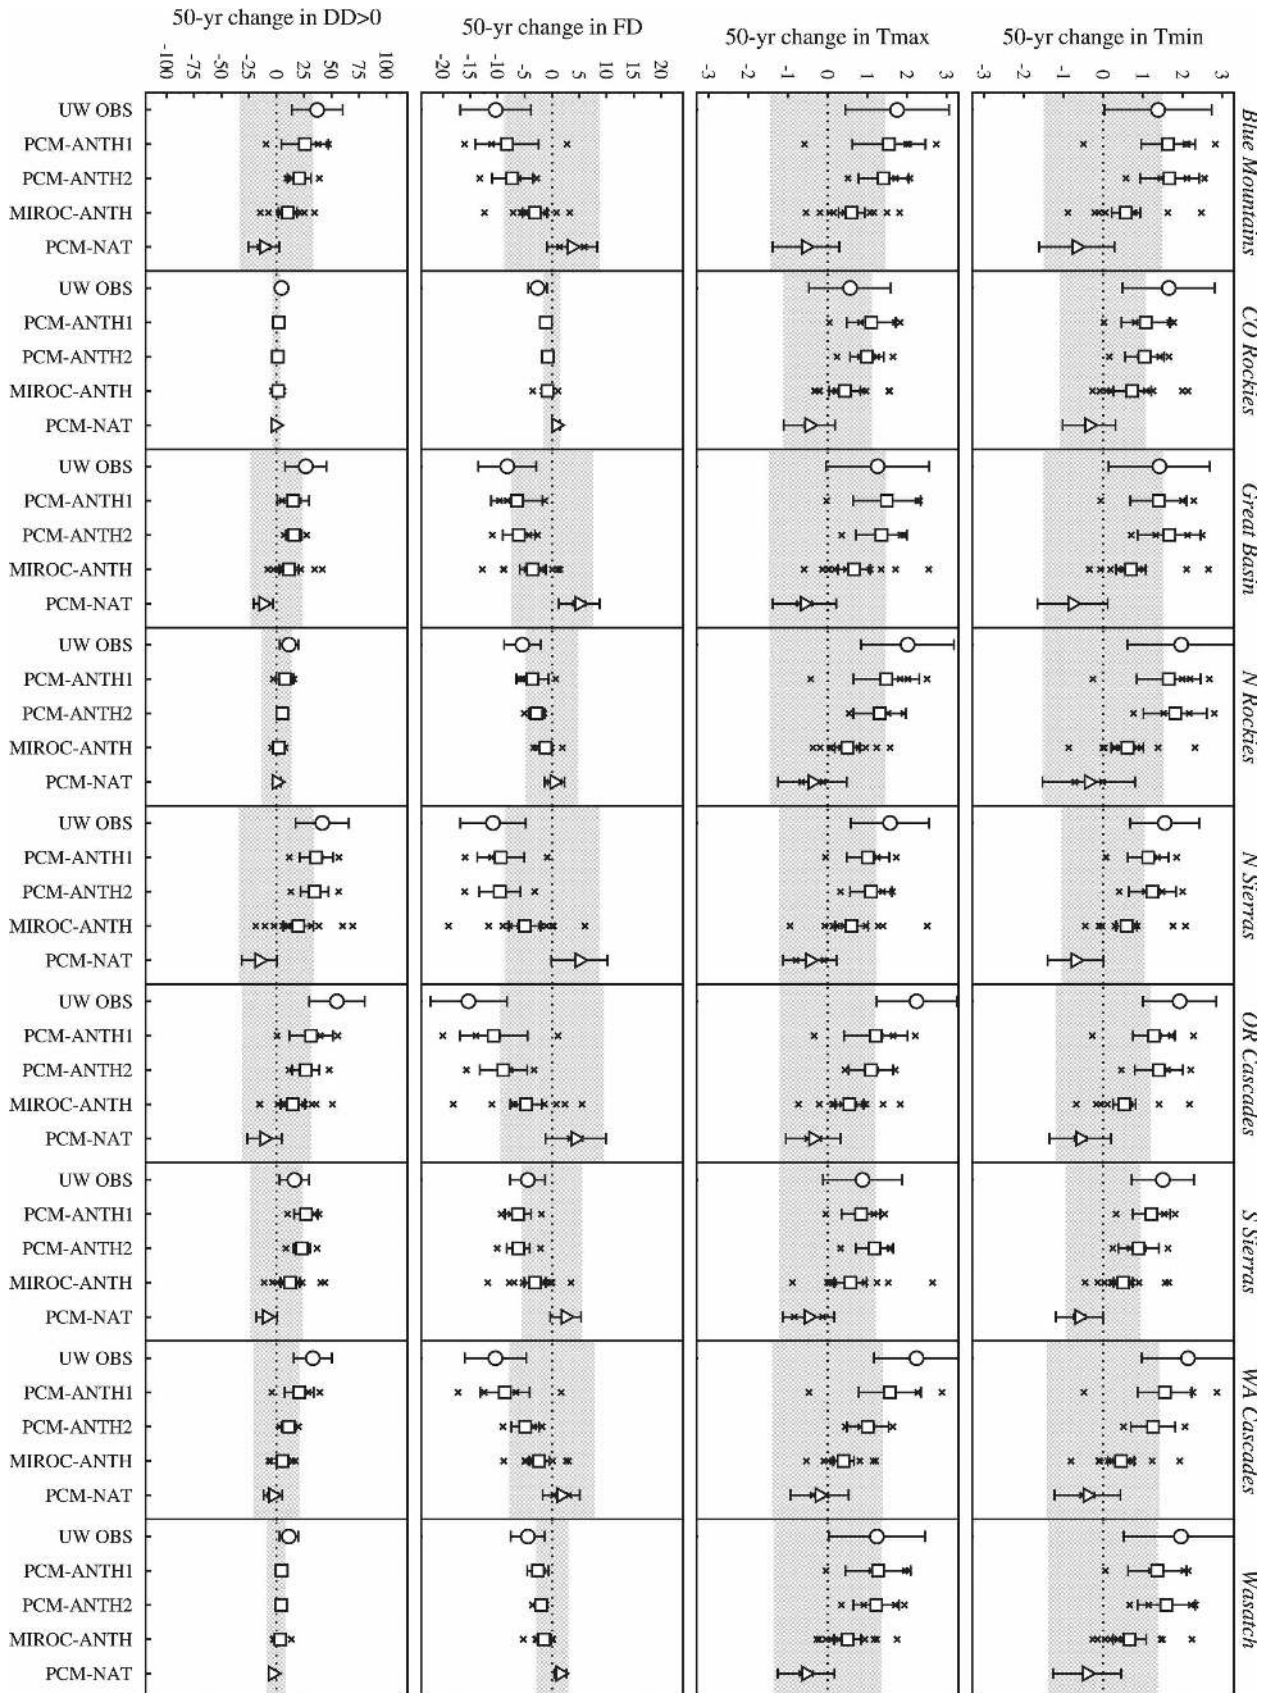 50-yr change in DD>0
50-yr change in FD
50-yr change in Tmax
50-yr change in Tmin
-100 -75 -50 -25 0 25 50 75 100
-20 -15 -10 -5 0 5 10 15 20
-3 -2 -1 0 1 2 3
-3 -2 -1 0 1 2 3
Blue Mountains
UW OBS
PCM-ANTH1
PCM-ANTH2
MIROC-ANTH
PCM-NAT
CO Rockies
UW OBS
PCM-ANTH1
PCM-ANTH2
MIROC-ANTH
PCM-NAT
Great Basin
UW OBS
PCM-ANTH1
PCM-ANTH2
MIROC-ANTH
PCM-NAT
N Rockies
UW OBS
PCM-ANTH1
PCM-ANTH2
MIROC-ANTH
PCM-NAT
N Sierras
UW OBS
PCM-ANTH1
PCM-ANTH2
MIROC-ANTH
PCM-NAT
OR Cascades
UW OBS
PCM-ANTH1
PCM-ANTH2
MIROC-ANTH
PCM-NAT
S Sierras
UW OBS
PCM-ANTH1
PCM-ANTH2
MIROC-ANTH
PCM-NAT
WA Cascades
UW OBS
PCM-ANTH1
PCM-ANTH2
MIROC-ANTH
PCM-NAT
Wasatch
UW OBS
PCM-ANTH1
PCM-ANTH2
MIROC-ANTH
PCM-NAT